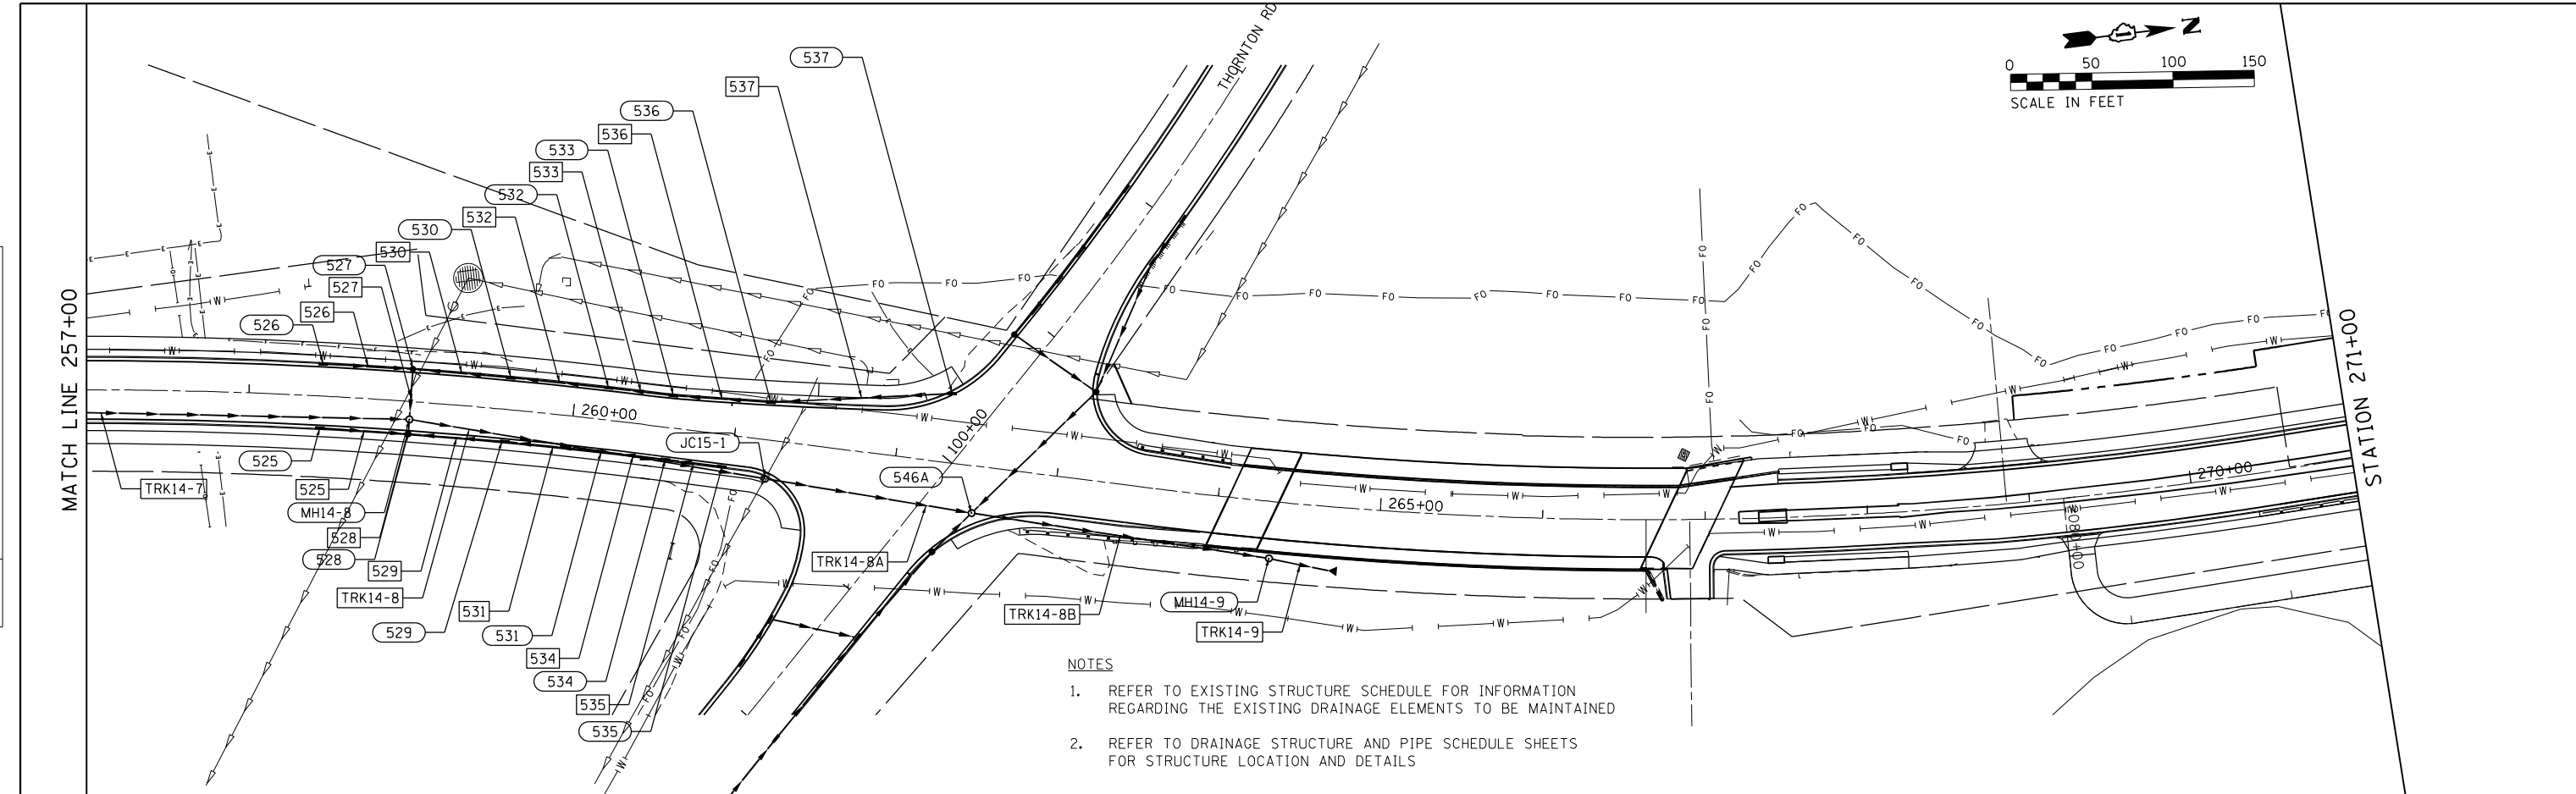 THORNTON RD
N
0 50 100 150
SCALE IN FEET
MATCH LINE 257+00
STATION 271+00
537
537
536
536
533
533
532
532
530
530
527
527
526
526
260+00
100+00
265+00
270+00
080+00
JC15-1
546A
525
525
TRK14-7
MH14-8
528
528
529
TRK14-8
529
531
531
534
534
535
535
TRK14-8A
TRK14-8B
MH14-9
TRK14-9
NOTES
1. REFER TO EXISTING STRUCTURE SCHEDULE FOR INFORMATION
REGARDING THE EXISTING DRAINAGE ELEMENTS TO BE MAINTAINED
2. REFER TO DRAINAGE STRUCTURE AND PIPE SCHEDULE SHEETS
FOR STRUCTURE LOCATION AND DETAILS